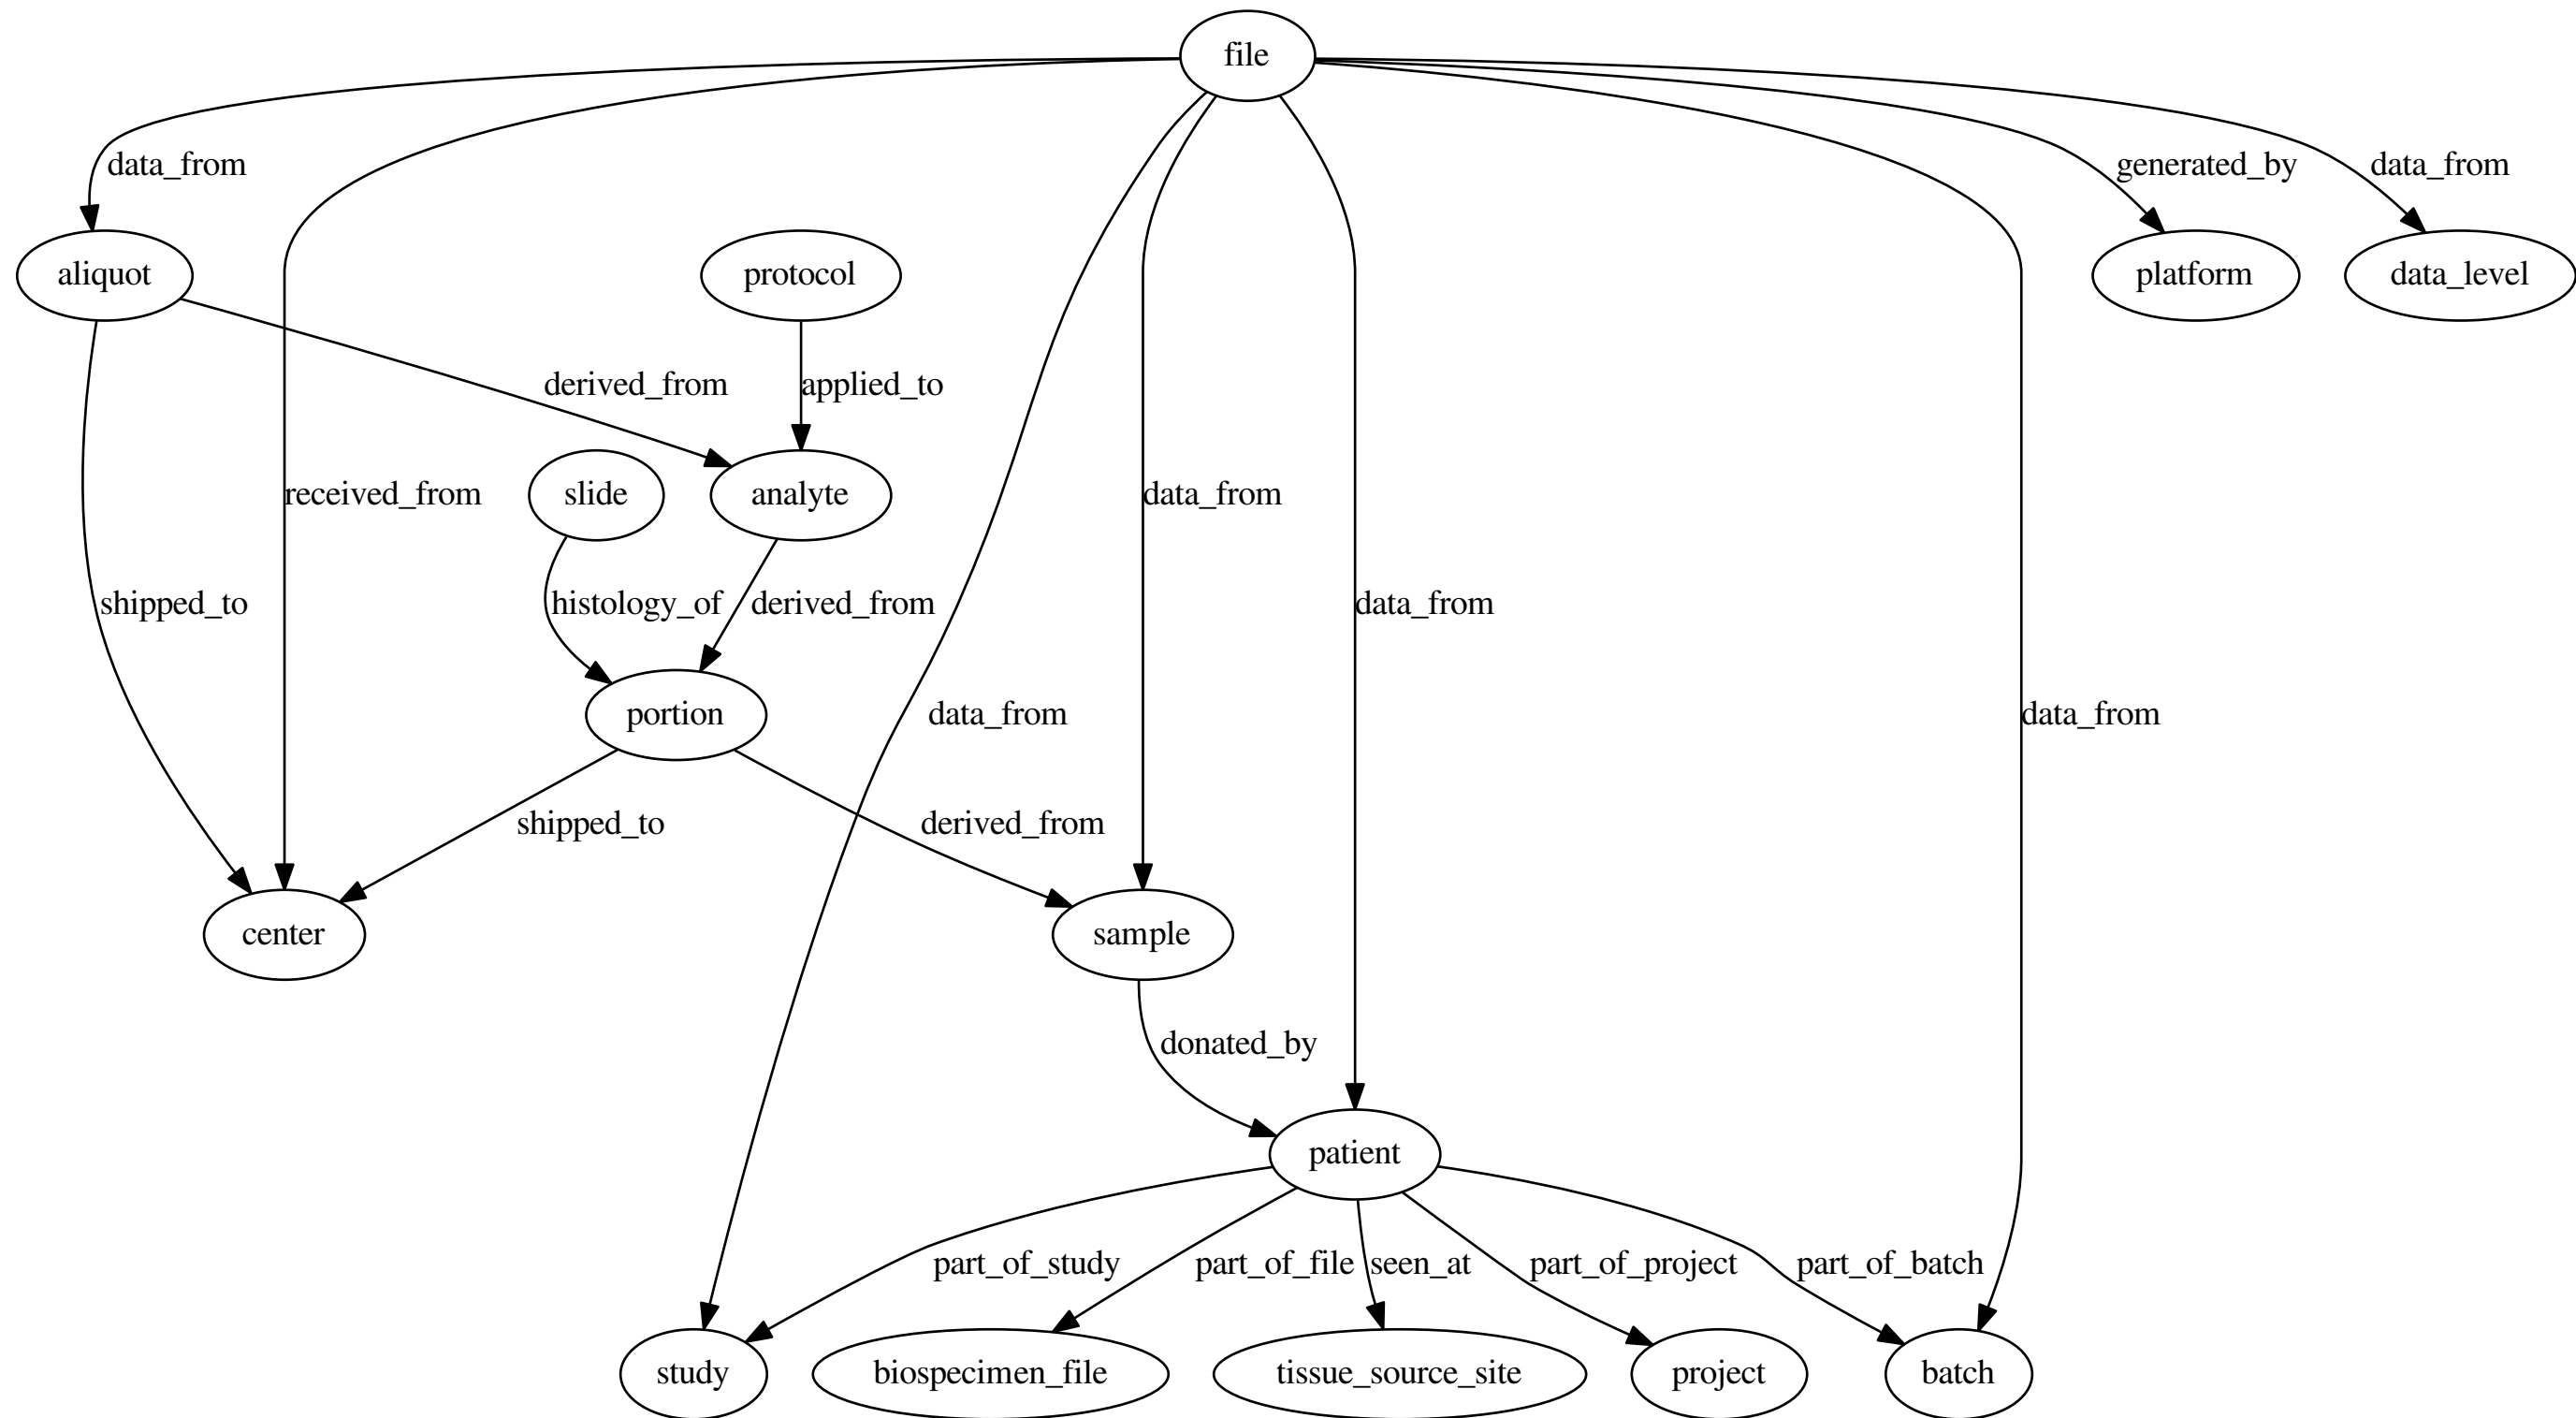 file
data_from
generated_by
data_from
aliquot
protocol
platform
data_level
derived_from
applied_to
received_from
slide
analyte
data_from
shipped_to
histology_of
derived_from
data_from
portion
data_from
data_from
shipped_to
derived_from
center
sample
donated_by
patient
part_of_study
part_of_file
seen_at
part_of_project
part_of_batch
study
biospecimen_file
tissue_source_site
project
batch